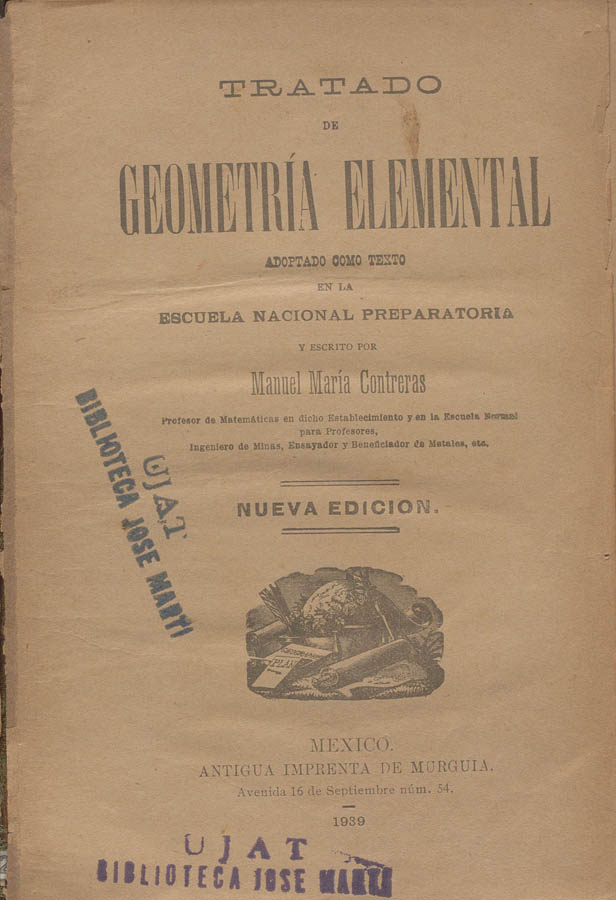 TRATADO
DE
GEOMETRÍA ELEMENTAL
ADOPTADO COMO TEXTO
EN LA
ESCUELA NACIONAL PREPARATORIA
Y ESCRITO POR
Manuel María Contreras
Profesor de Matemáticas en dicho Establecimiento y en la Escuela Normal
para Profesores,
Ingeniero de Minas, Ensayador y Beneficiador de Metales, etc.
UJAT
BIBLIOTECA JOSE MARTI
NUEVA EDICION.
PLANE
MEXICO.
ANTIGUA IMPRENTA DE MURGUIA.
Avenida 16 de Septiembre núm. 54.
1939
UJAT
BIBLIOTECA JOSE MARTI